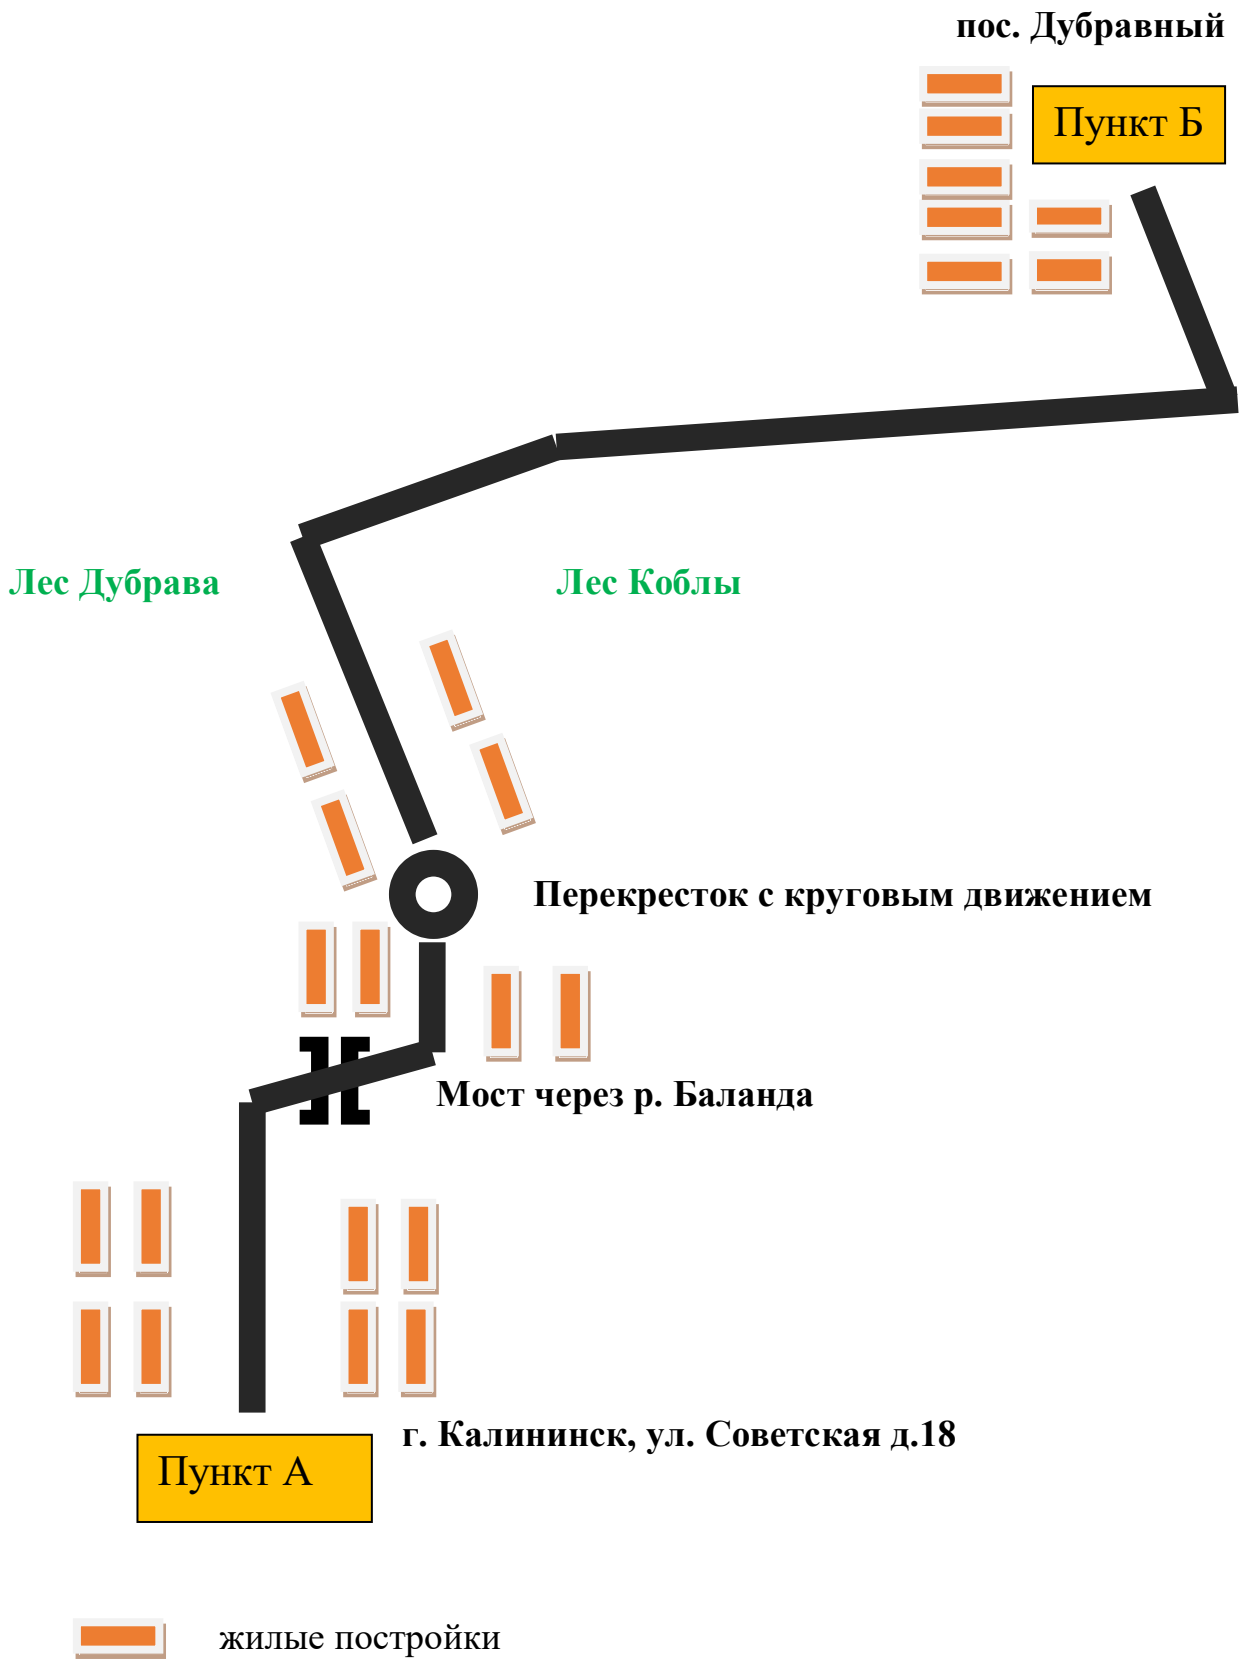 пос. Дубравный
Пункт Б
Лес Дубрава
Лес Коблы
Перекресток с круговым движением
Мост через р. Баланда
г. Калининск, ул. Советская д.18
Пункт А
жилые постройки